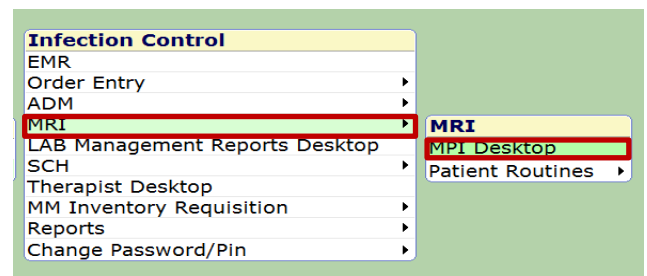 Infection Control
EMR
Order Entry
ADM
MRI
LAB Management Reports Desktop
SCH
Therapist Desktop
MM Inventory Requisition
Reports
Change Password/Pin
MRI
MPI Desktop
Patient Routines